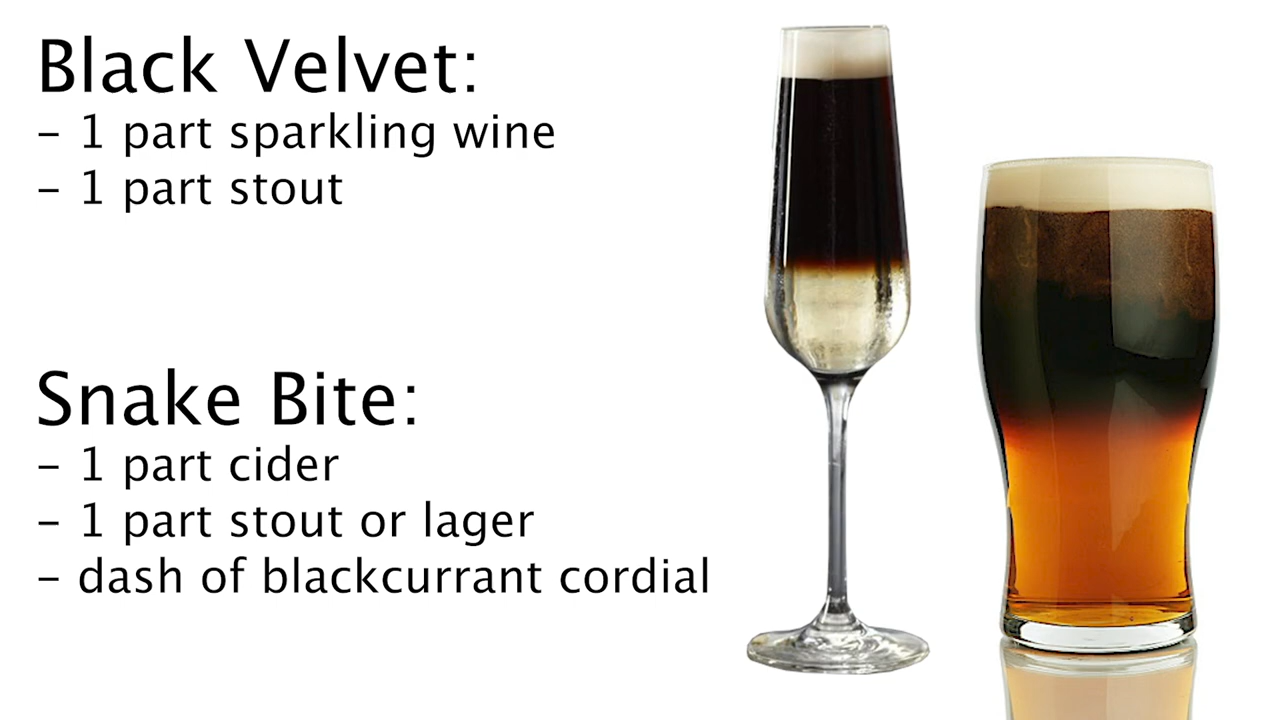 Black Velvet:
– 1 part sparkling wine
– 1 part stout
Snake Bite:
– 1 part cider
– 1 part stout or lager
– dash of blackcurrant cordial